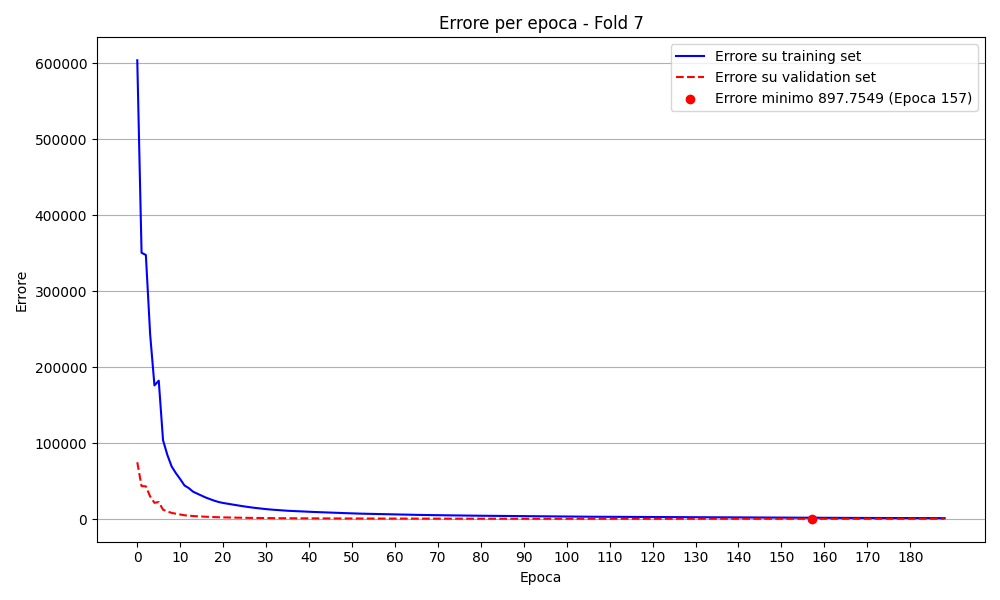 Errore per epoca - Fold 7
Errore su training set
Errore su validation set
Errore minimo 897.7549 (Epoca 157)
Errore
600000
500000
400000
300000
200000
100000
0
0 10 20 30 40 50 60 70 80 90 100 110 120 130 140 150 160 170 180
Epoca